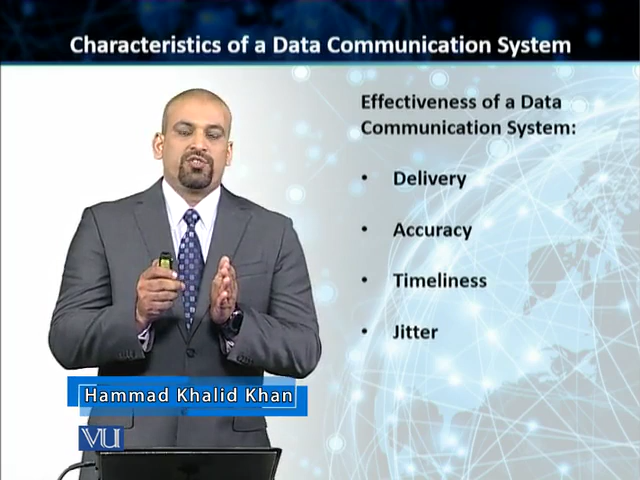 Characteristics of a Data Communication System
Effectiveness of a Data
Communication System:
• Delivery
• Accuracy
• Timeliness
• Jitter
Hammad Khalid Khan
VU